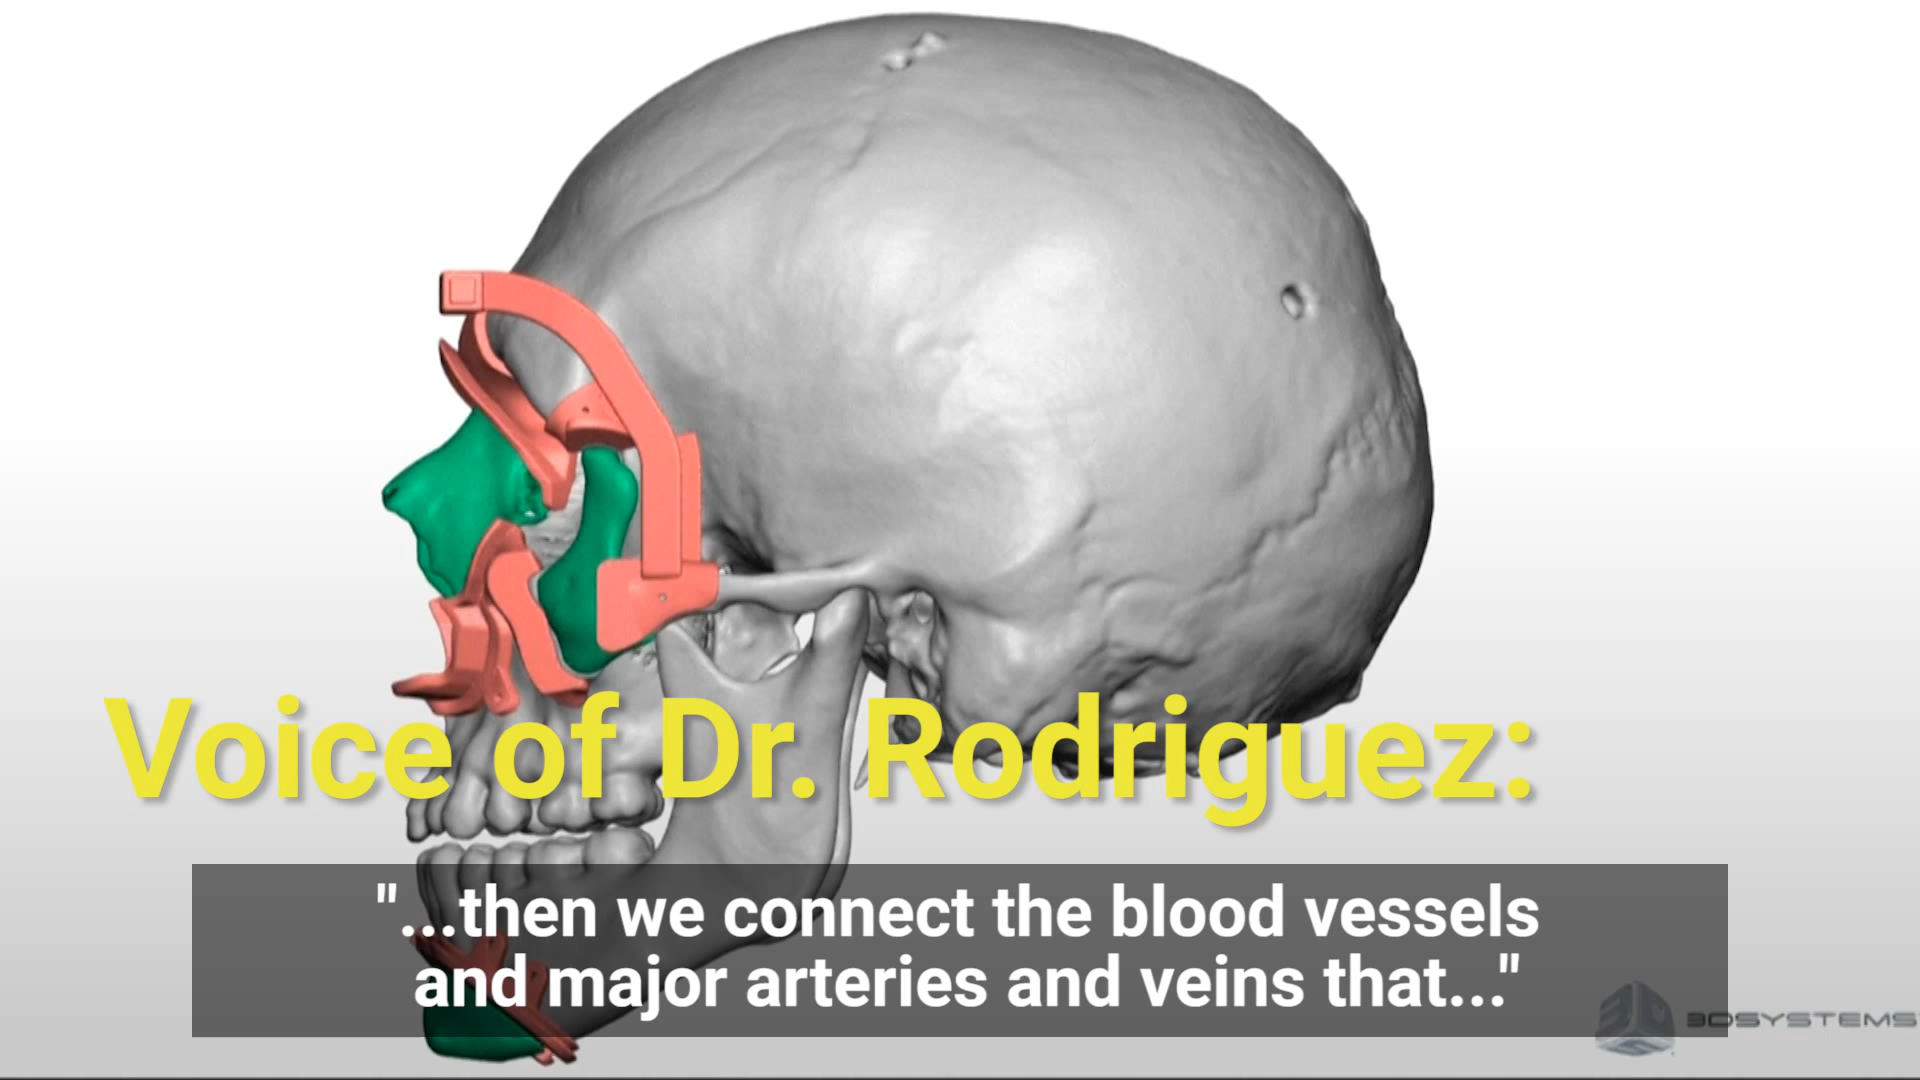 Voice of Dr. Rodriguez:
"...then we connect the blood vessels
and major arteries and veins that..."
3DSYSTEMS